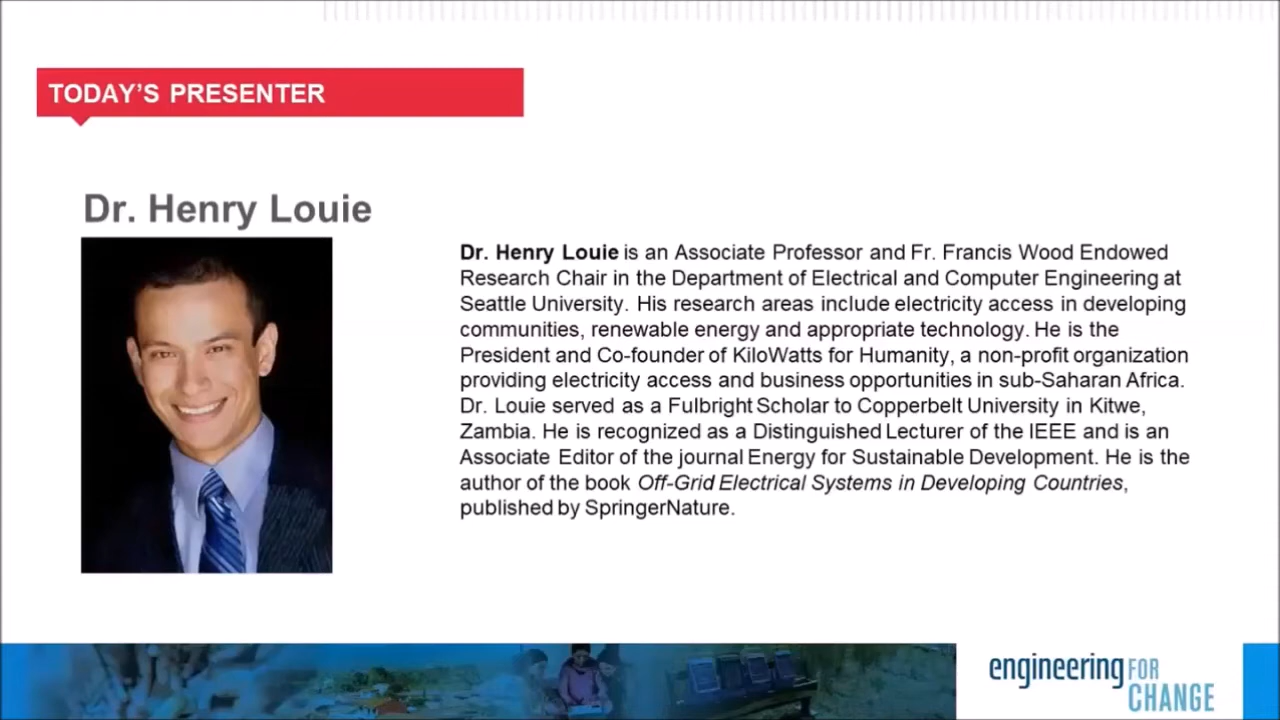 TODAY'S PRESENTER
Dr. Henry Louie
Dr. Henry Louie is an Associate Professor and Fr. Francis Wood Endowed
Research Chair in the Department of Electrical and Computer Engineering at
Seattle University. His research areas include electricity access in developing
communities, renewable energy and appropriate technology. He is the
President and Co-founder of KiloWatts for Humanity, a non-profit organization
providing electricity access and business opportunities in sub-Saharan Africa.
Dr. Louie served as a Fulbright Scholar to Copperbelt University in Kitwe,
Zambia. He is recognized as a Distinguished Lecturer of the IEEE and is an
Associate Editor of the journal Energy for Sustainable Development. He is the
author of the book Off-Grid Electrical Systems in Developing Countries,
published by SpringerNature.
engineering FOR
CHANGE